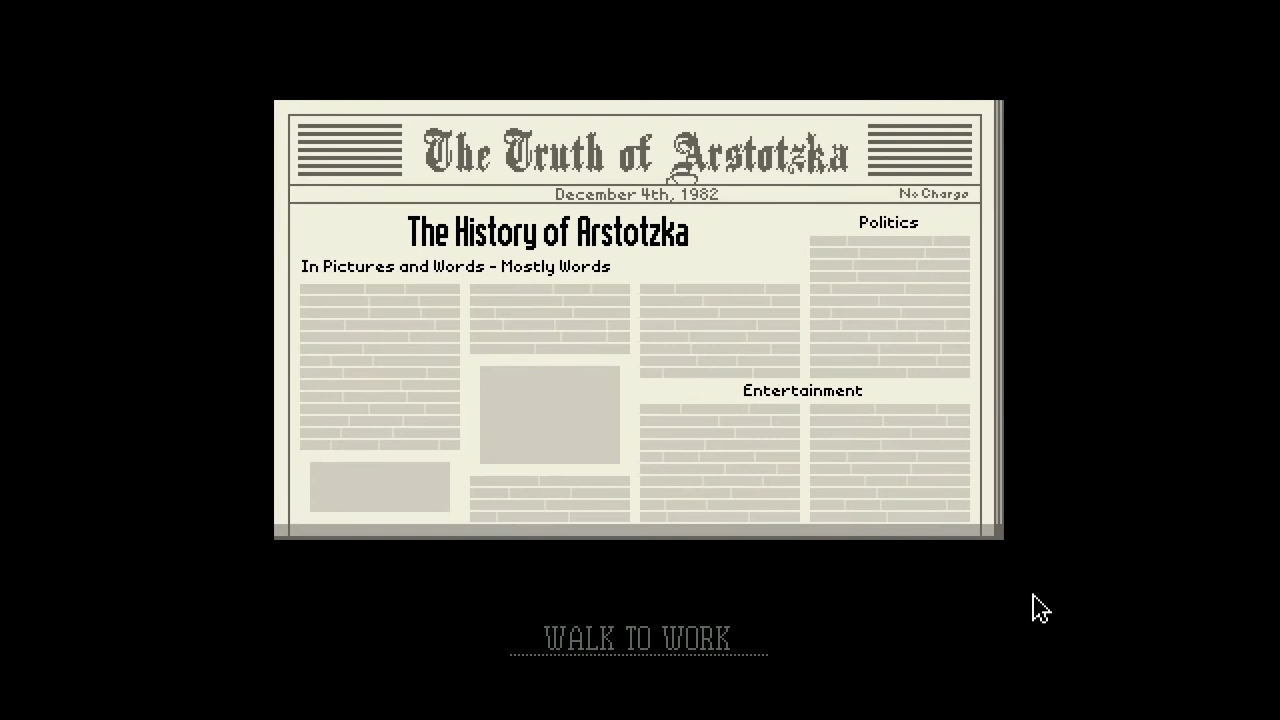 The Truth of Arstotzka
December 4th, 1982
No Charge
The History of Arstotzka
In Pictures and Words - Mostly Words
Politics
Entertainment
WALK TO WORK